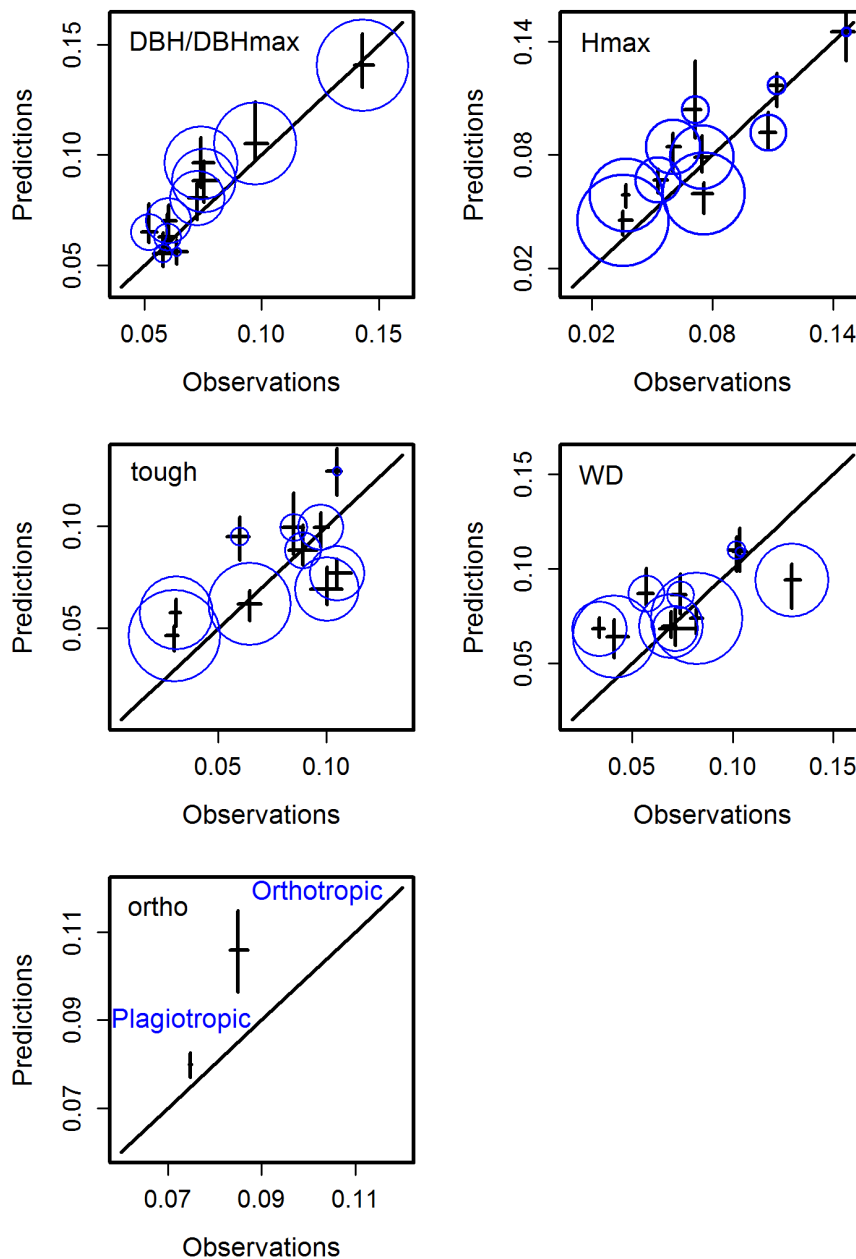 DBH/DBHmax
Predictions
0.05 0.10 0.15
0.05 0.10 0.15
Observations
Hmax
Predictions
0.02 0.08 0.14
0.02 0.08 0.14
Observations
tough
Predictions
0.05 0.10
0.05 0.10
Observations
WD
Predictions
0.05 0.10 0.15
0.05 0.10 0.15
Observations
ortho
Orthotropic
Plagiotropic
Predictions
0.07 0.09 0.11
0.07 0.09 0.11
Observations